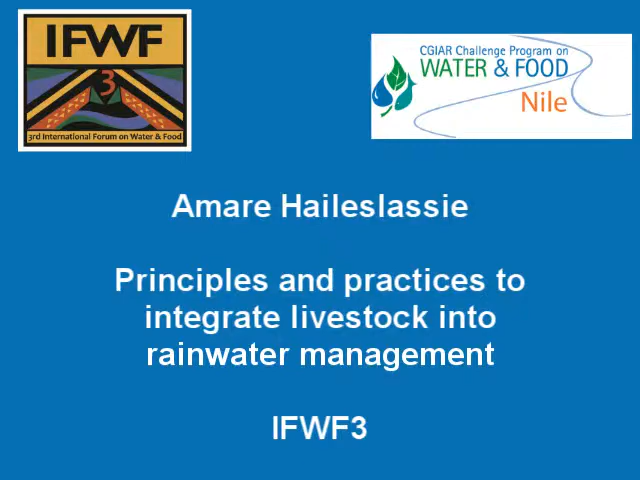 IFWF
3
3rd International Forum on Water & Food
CGIAR Challenge Program on
WATER & FOOD
Nile
Amare Haileslassie
Principles and practices to
integrate livestock into
rainwater management
IFWF3